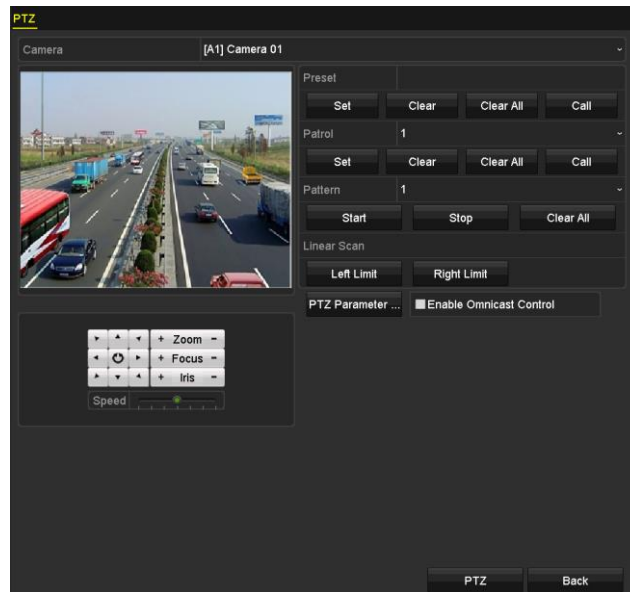 PTZ
Camera [A1] Camera 01
Preset
Set Clear Clear All Call
Patrol 1
Set Clear Clear All Call
Pattern 1
Start Stop Clear All
Linear Scan
Left Limit Right Limit
PTZ Parameter ... Enable Omnicast Control
+ Zoom -
+ Focus -
+ Iris -
Speed
PTZ Back